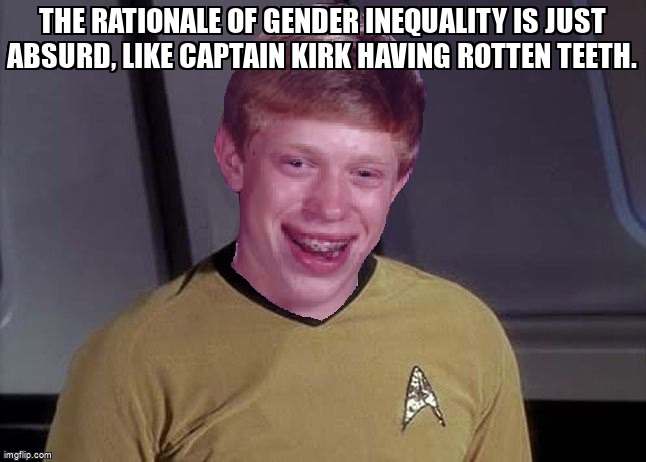 THE RATIONALE OF GENDER INEQUALITY IS JUST
ABSURD, LIKE CAPTAIN KIRK HAVING ROTTEN TEETH.
imgflip.com